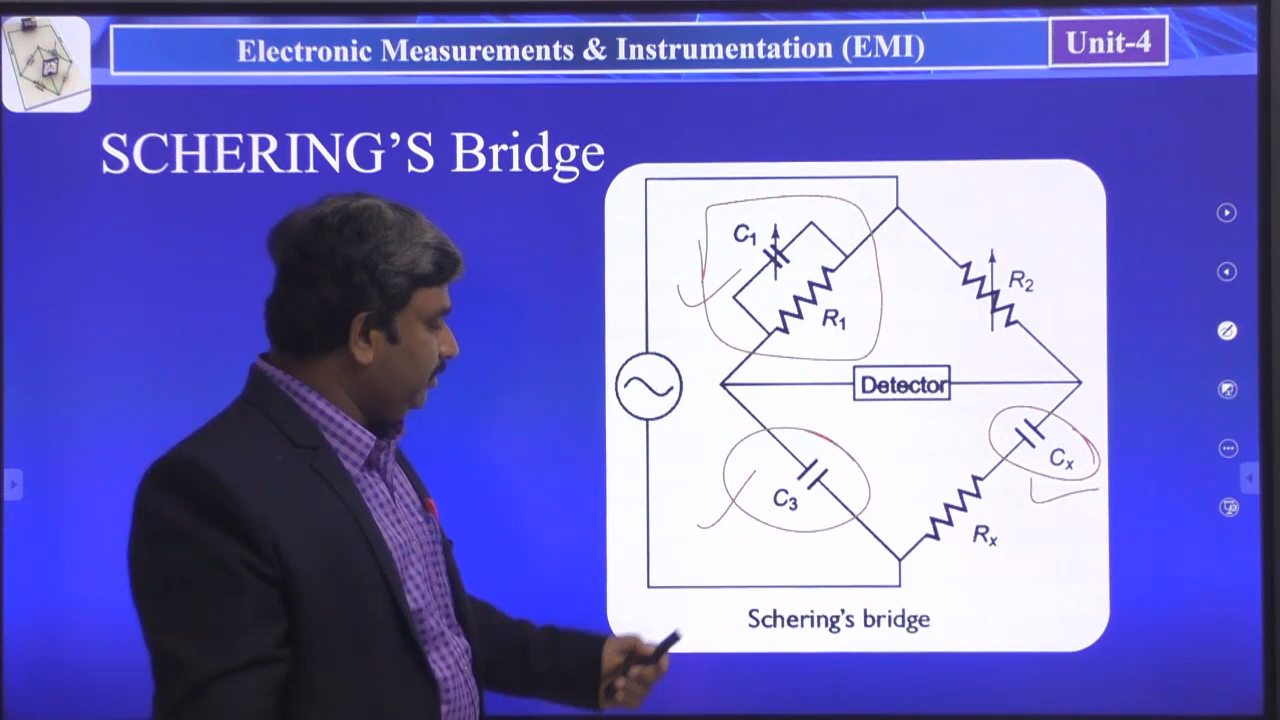 Electronic Measurements & Instrumentation (EMI)
Unit-4
SCHERING'S Bridge
C1
R1
R2
Detector
C3
Cx
Rx
Schering's bridge